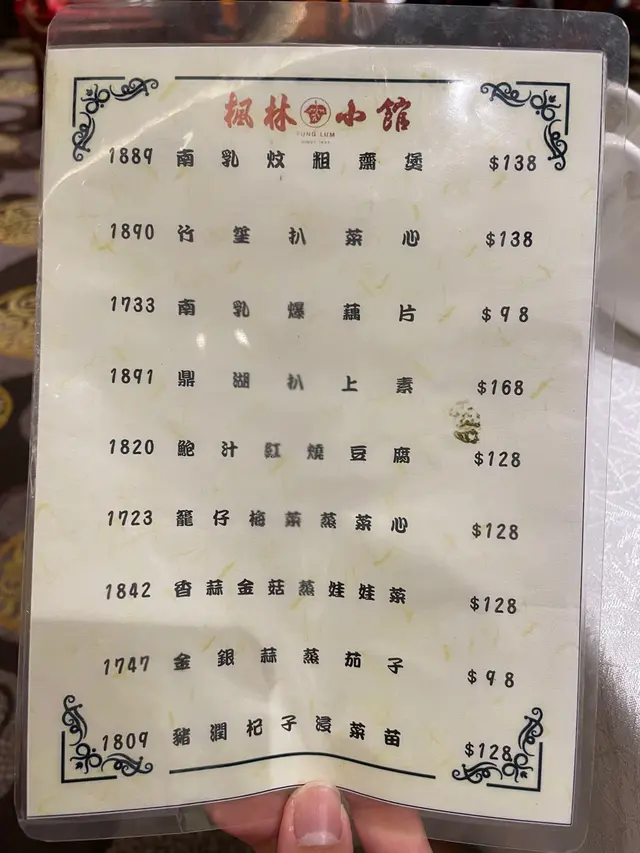 楓林小館
FUNG LUM
1889 南乳炆粗齋煲 $138
1890 竹笙扒菜心 $138
1733 南乳爆藕片 $98
1891 鼎湖扒上素 $168
1820 鮑汁紅燒豆腐 $128
1723 籠仔梅菜蒸菜心 $128
1842 香蒜金菇蒸娃娃菜 $128
1747 金銀蒜蒸茄子 $98
1809 豬潤杞子浸菜苗 $128